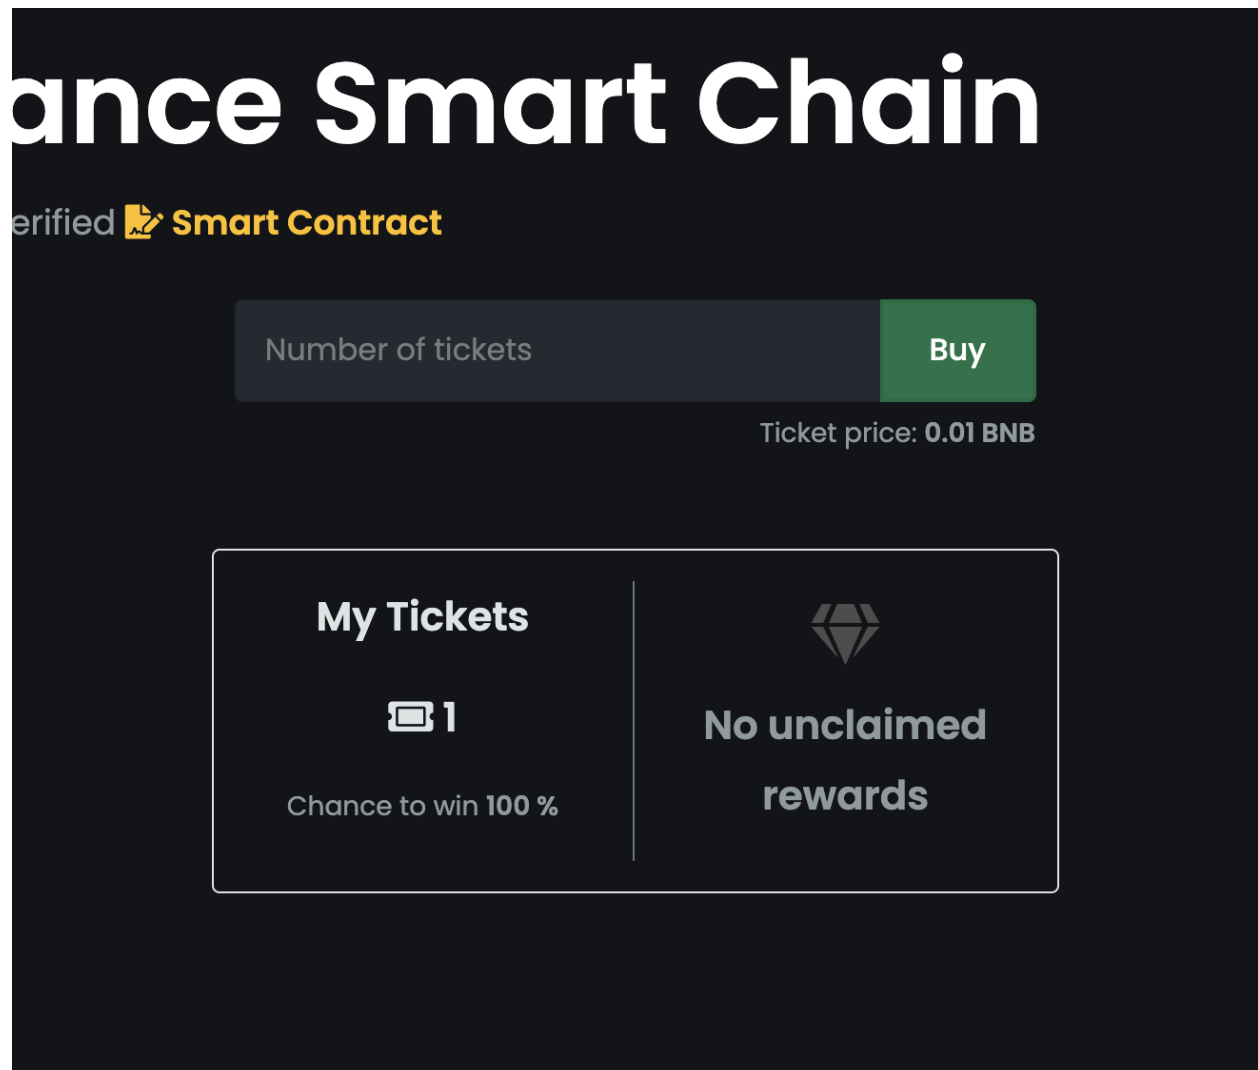 ance Smart Chain
erified Smart Contract
Number of tickets
Buy
Ticket price: 0.01 BNB
My Tickets
1
Chance to win 100 %
No unclaimed
rewards